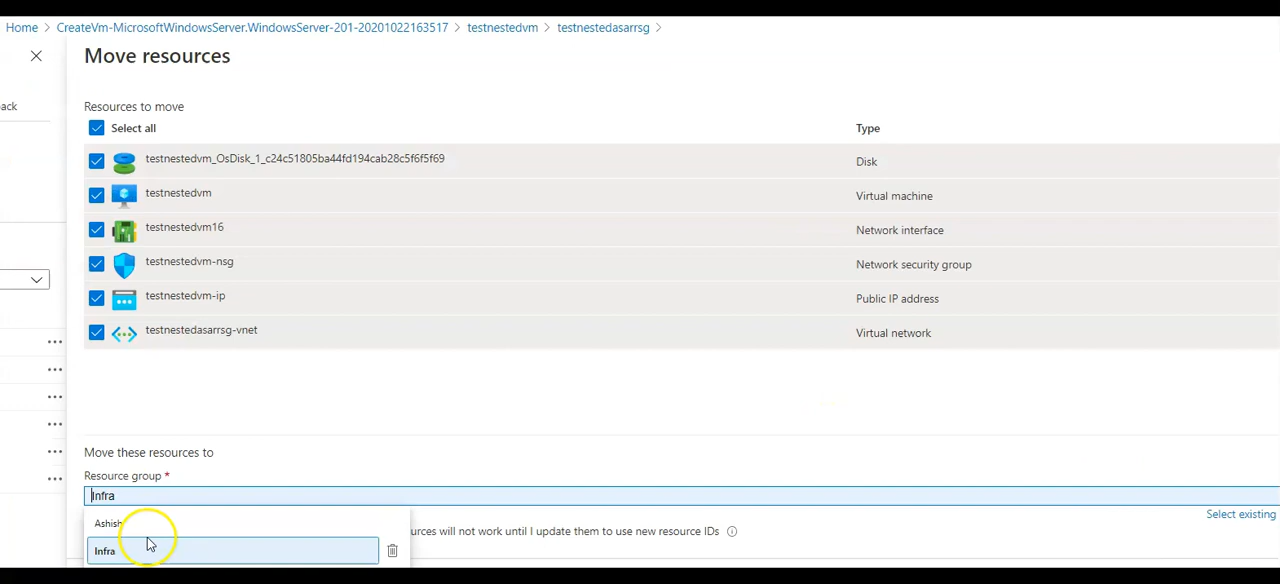 Home > CreateVm-MicrosoftWindowsServer.WindowsServer-201-20201022163517 > testnestedvm > testnestedasarrsg >
Move resources
ack
Resources to move
Select all Type
testnestedvm_OsDisk_1_c24c51805ba44fd194cab28c5f6f5f69 Disk
testnestedvm Virtual machine
testnestedvm16 Network interface
testnestedvm-nsg Network security group
testnestedvm-ip Public IP address
testnestedasarrsg-vnet Virtual network
Move these resources to
Resource group *
Infra
Select existing
Ashish
urces will not work until I update them to use new resource IDs
Infra